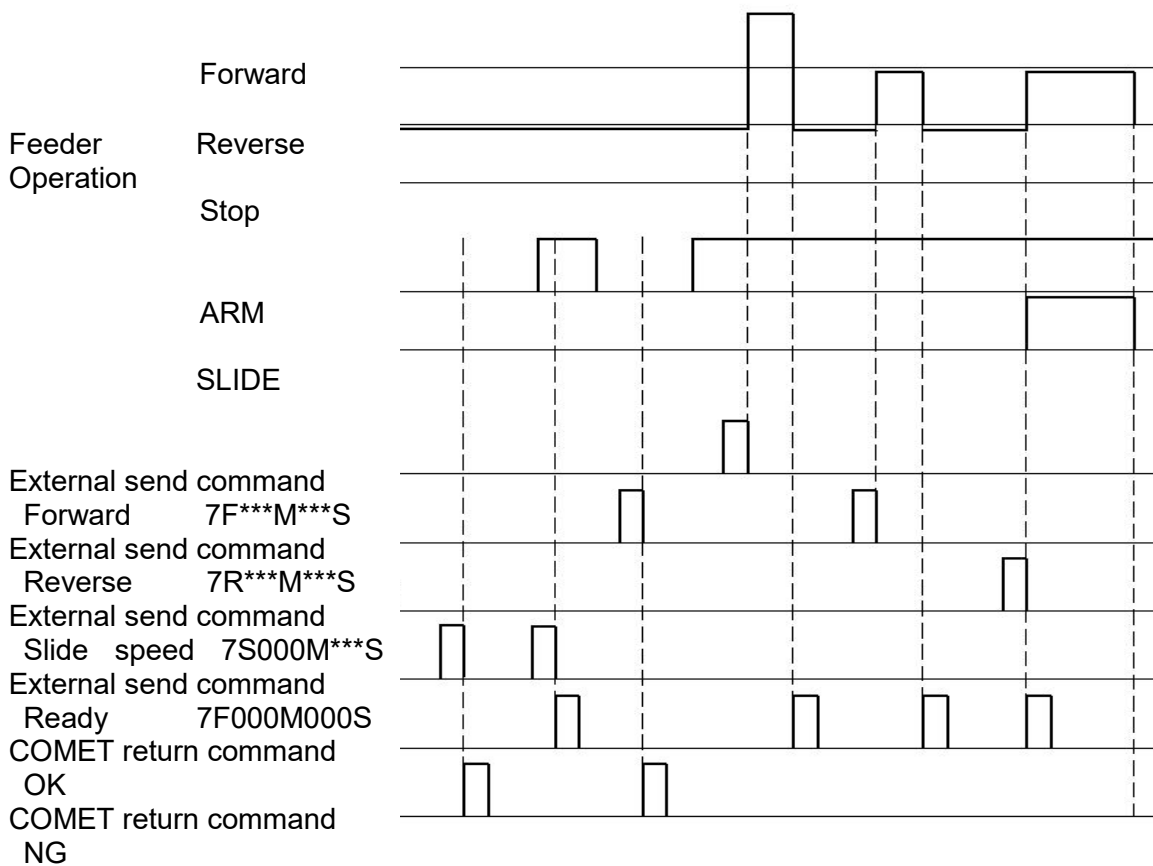 Forward
Feeder Reverse
Operation
Stop
ARM
SLIDE
External send command
Forward 7F***M***S
External send command
Reverse 7R***M***S
External send command
Slide speed 7S000M***S
External send command
Ready 7F000M000S
COMET return command
OK
COMET return command
NG